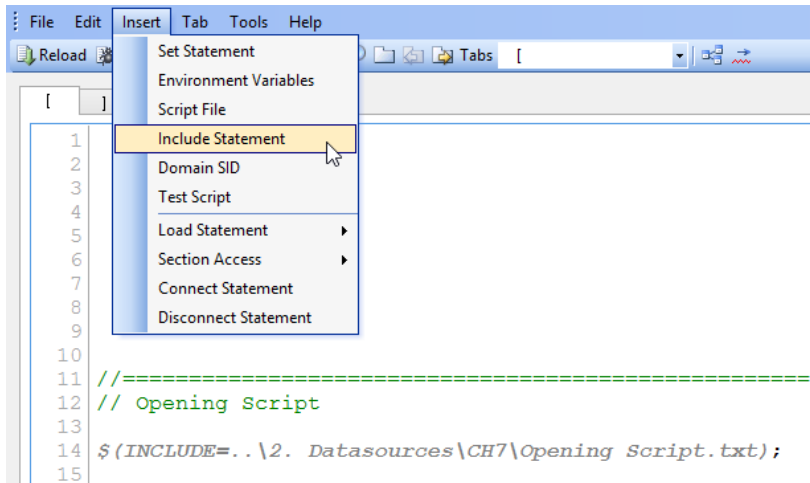 File Edit Insert Tab Tools Help
Reload Tabs [
[ ]
Set Statement
Environment Variables
Script File
Include Statement
Domain SID
Test Script
Load Statement
Section Access
Connect Statement
Disconnect Statement
1
2
3
4
5
6
7
8
9
10
11 //======================================================
12 // Opening Script
13
14 $(INCLUDE=..\2. Datasources\CH7\Opening Script.txt);
15